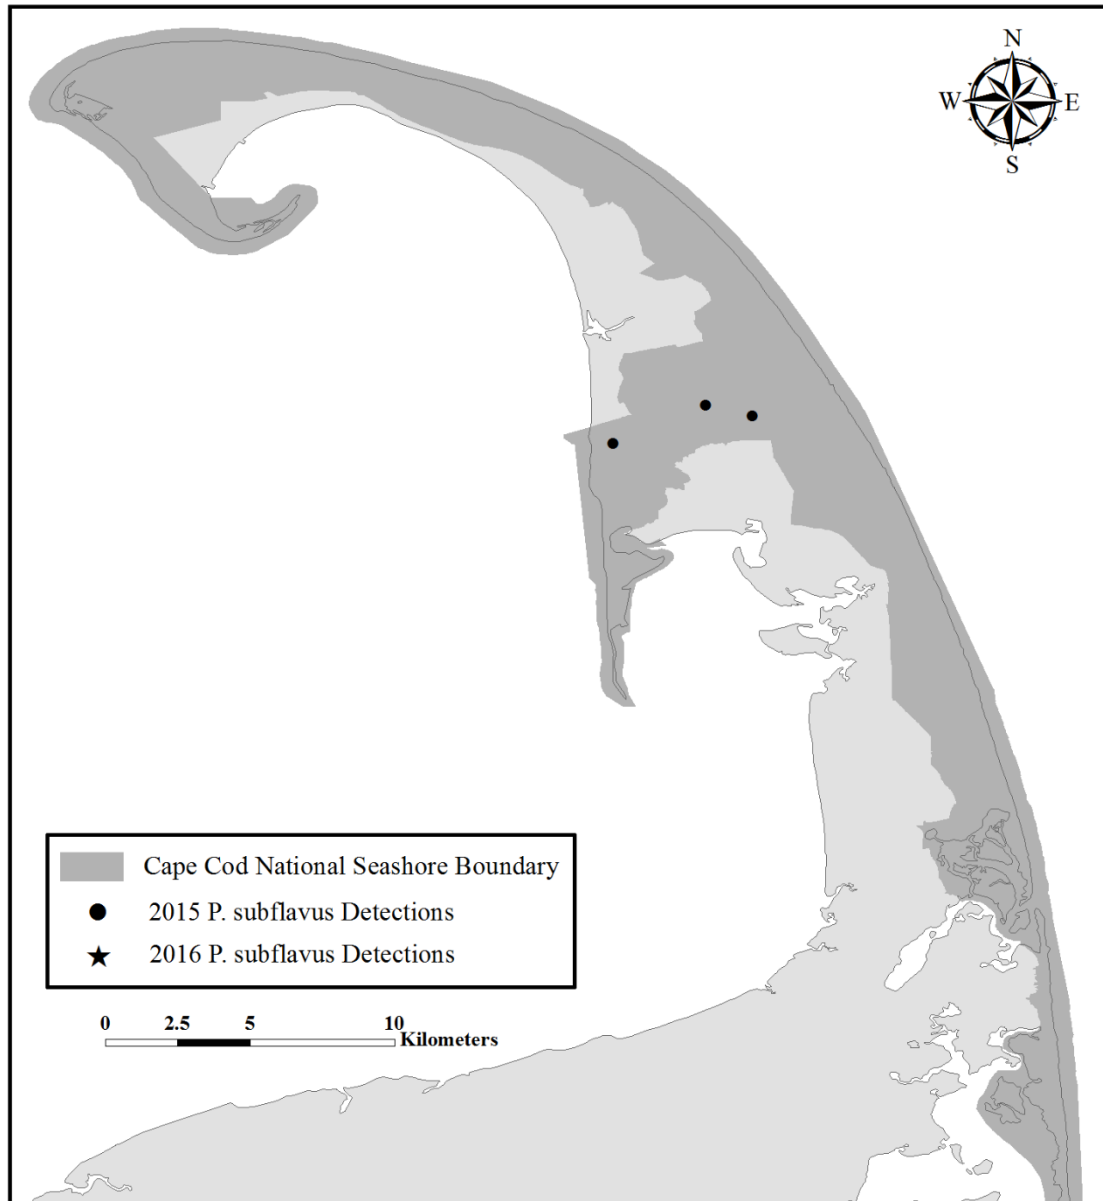 N
W E
S
Cape Cod National Seashore Boundary
2015 P. subflavus Detections
2016 P. subflavus Detections
0 2.5 5 10
Kilometers